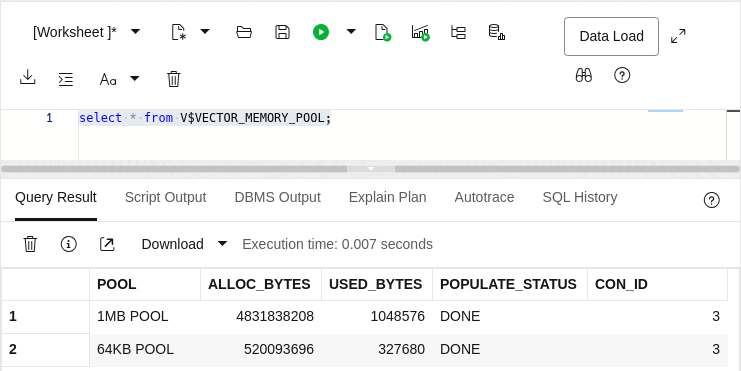 [Worksheet ]*
Data Load
Aa
1 select * from V$VECTOR_MEMORY_POOL;
Query Result Script Output DBMS Output Explain Plan Autotrace SQL History
Download Execution time: 0.007 seconds
POOL ALLOC_BYTES USED_BYTES POPULATE_STATUS CON_ID
1 1MB POOL 4831838208 1048576 DONE 3
2 64KB POOL 520093696 327680 DONE 3